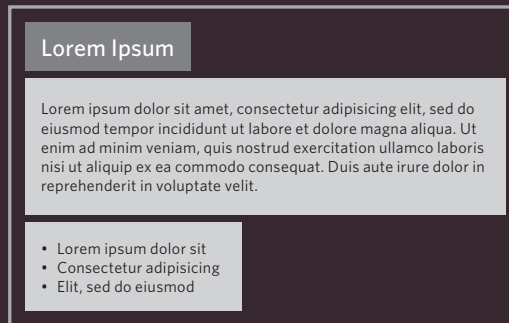 Lorem Ipsum
Lorem ipsum dolor sit amet, consectetur adipisicing elit, sed do
eiusmod tempor incididunt ut labore et dolore magna aliqua. Ut
enim ad minim veniam, quis nostrud exercitation ullamco laboris
nisi ut aliquip ex ea commodo consequat. Duis aute irure dolor in
reprehenderit in voluptate velit.
• Lorem ipsum dolor sit
• Consectetur adipisicing
• Elit, sed do eiusmod